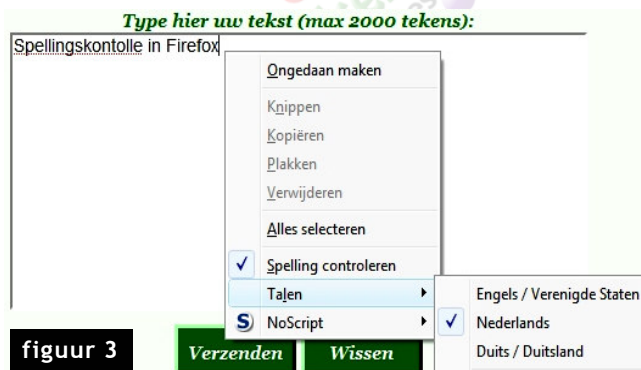 Type hier uw tekst (max 2000 tekens):
Spellingskontolle in Firefox
Ongedaan maken
Knippen
Kopiëren
Plakken
Verwijderen
Alles selecteren
Spelling controleren
Talen
Engels / Verenigde Staten
NoScript
Nederlands
Duits / Duitsland
figuur 3
Verzenden
Wissen